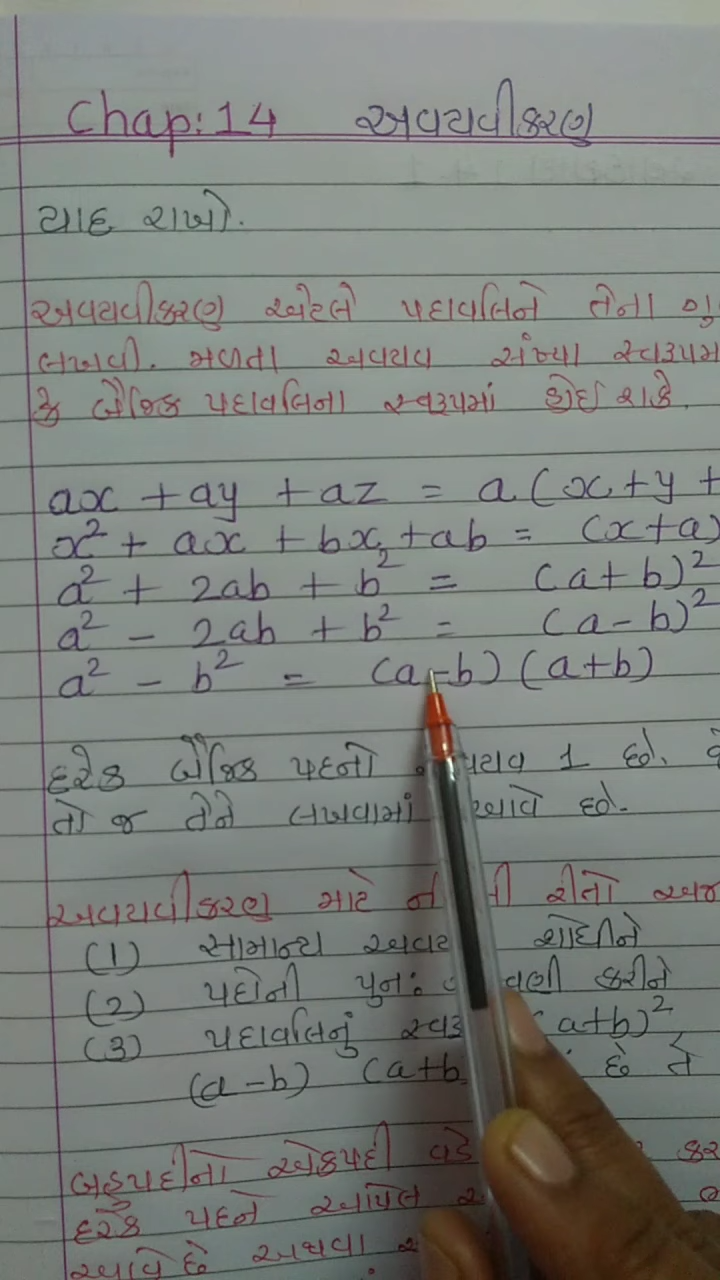 Chap: 14 અવયવીકરણ
યાદ રાખો.
અવયવીકરણ એટલે પદાવલિને તેના
લખવી. મળતા અવયવ સંખ્યા સ્વરૂપમ
કે બૈજિક પદાવલિના સ્વરૂપમાં હોઈ શકે.
ax + ay + az = a (x + y +
x² + ax + bx + ab = (x + a)
a² + 2ab + b² = (a + b)²
a² - 2ab + b² = (a - b)²
a² - b² = (a - b) (a + b)
દરેક બૈજિક પદનો 1 છે.
તો જ તેને લખવામાં આવે છે.
અવયવીકરણ માટે રીતો
(1) સામાન્ય શોધીને
(2) પદોની પુનઃ કરીને
(3) પદાવલિનું (a+b)²,
(a - b) (a + b છે તે
બહુપદીનો એકપદી વડે
દરેક પદને આપેલ
આવે છે અથવા